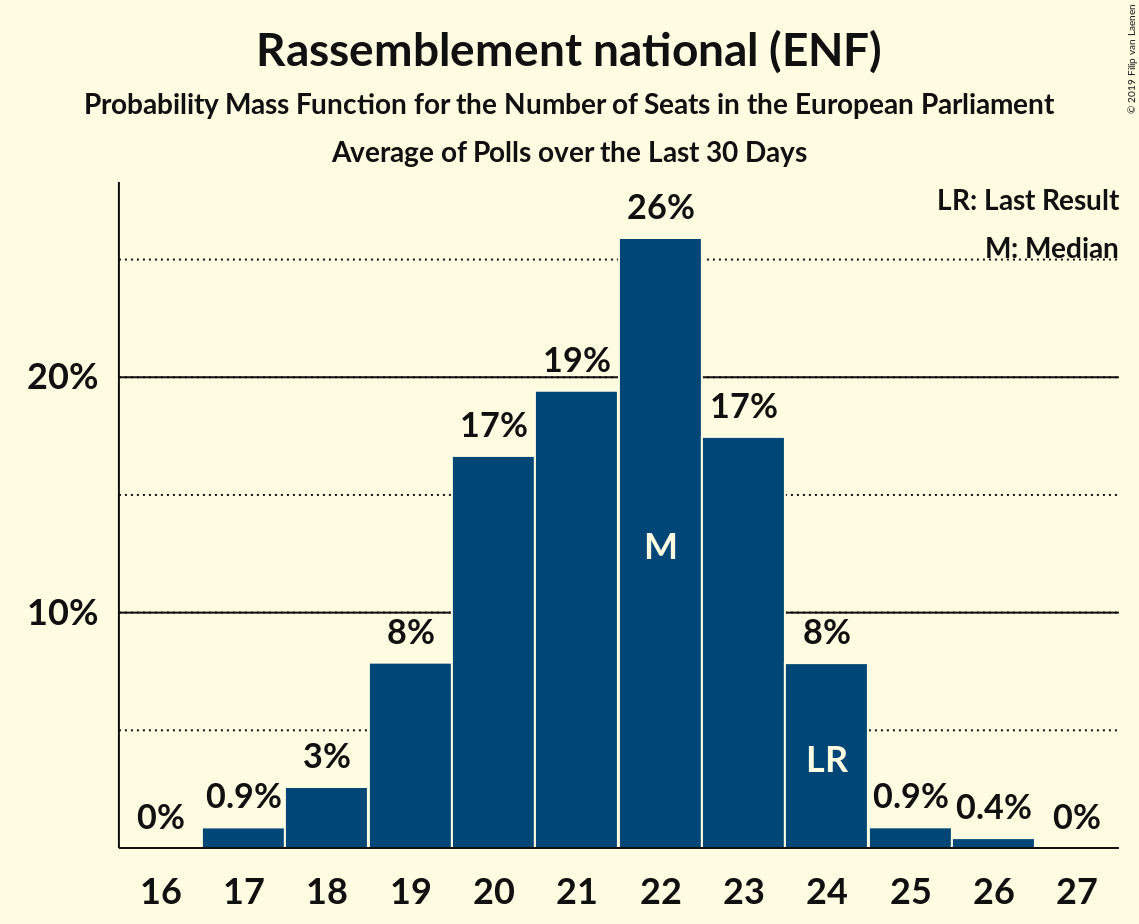 Rassemblement national (ENF)
Probability Mass Function for the Number of Seats in the European Parliament
Average of Polls over the Last 30 Days
© 2019 Filip van Laenen
LR: Last Result
M: Median
26%
20%
19%
17%
17%
M
10%
8%
8%
3%
LR
0%
0.9%
0.9%
0.4%
0%
16 17 18 19 20 21 22 23 24 25 26 27